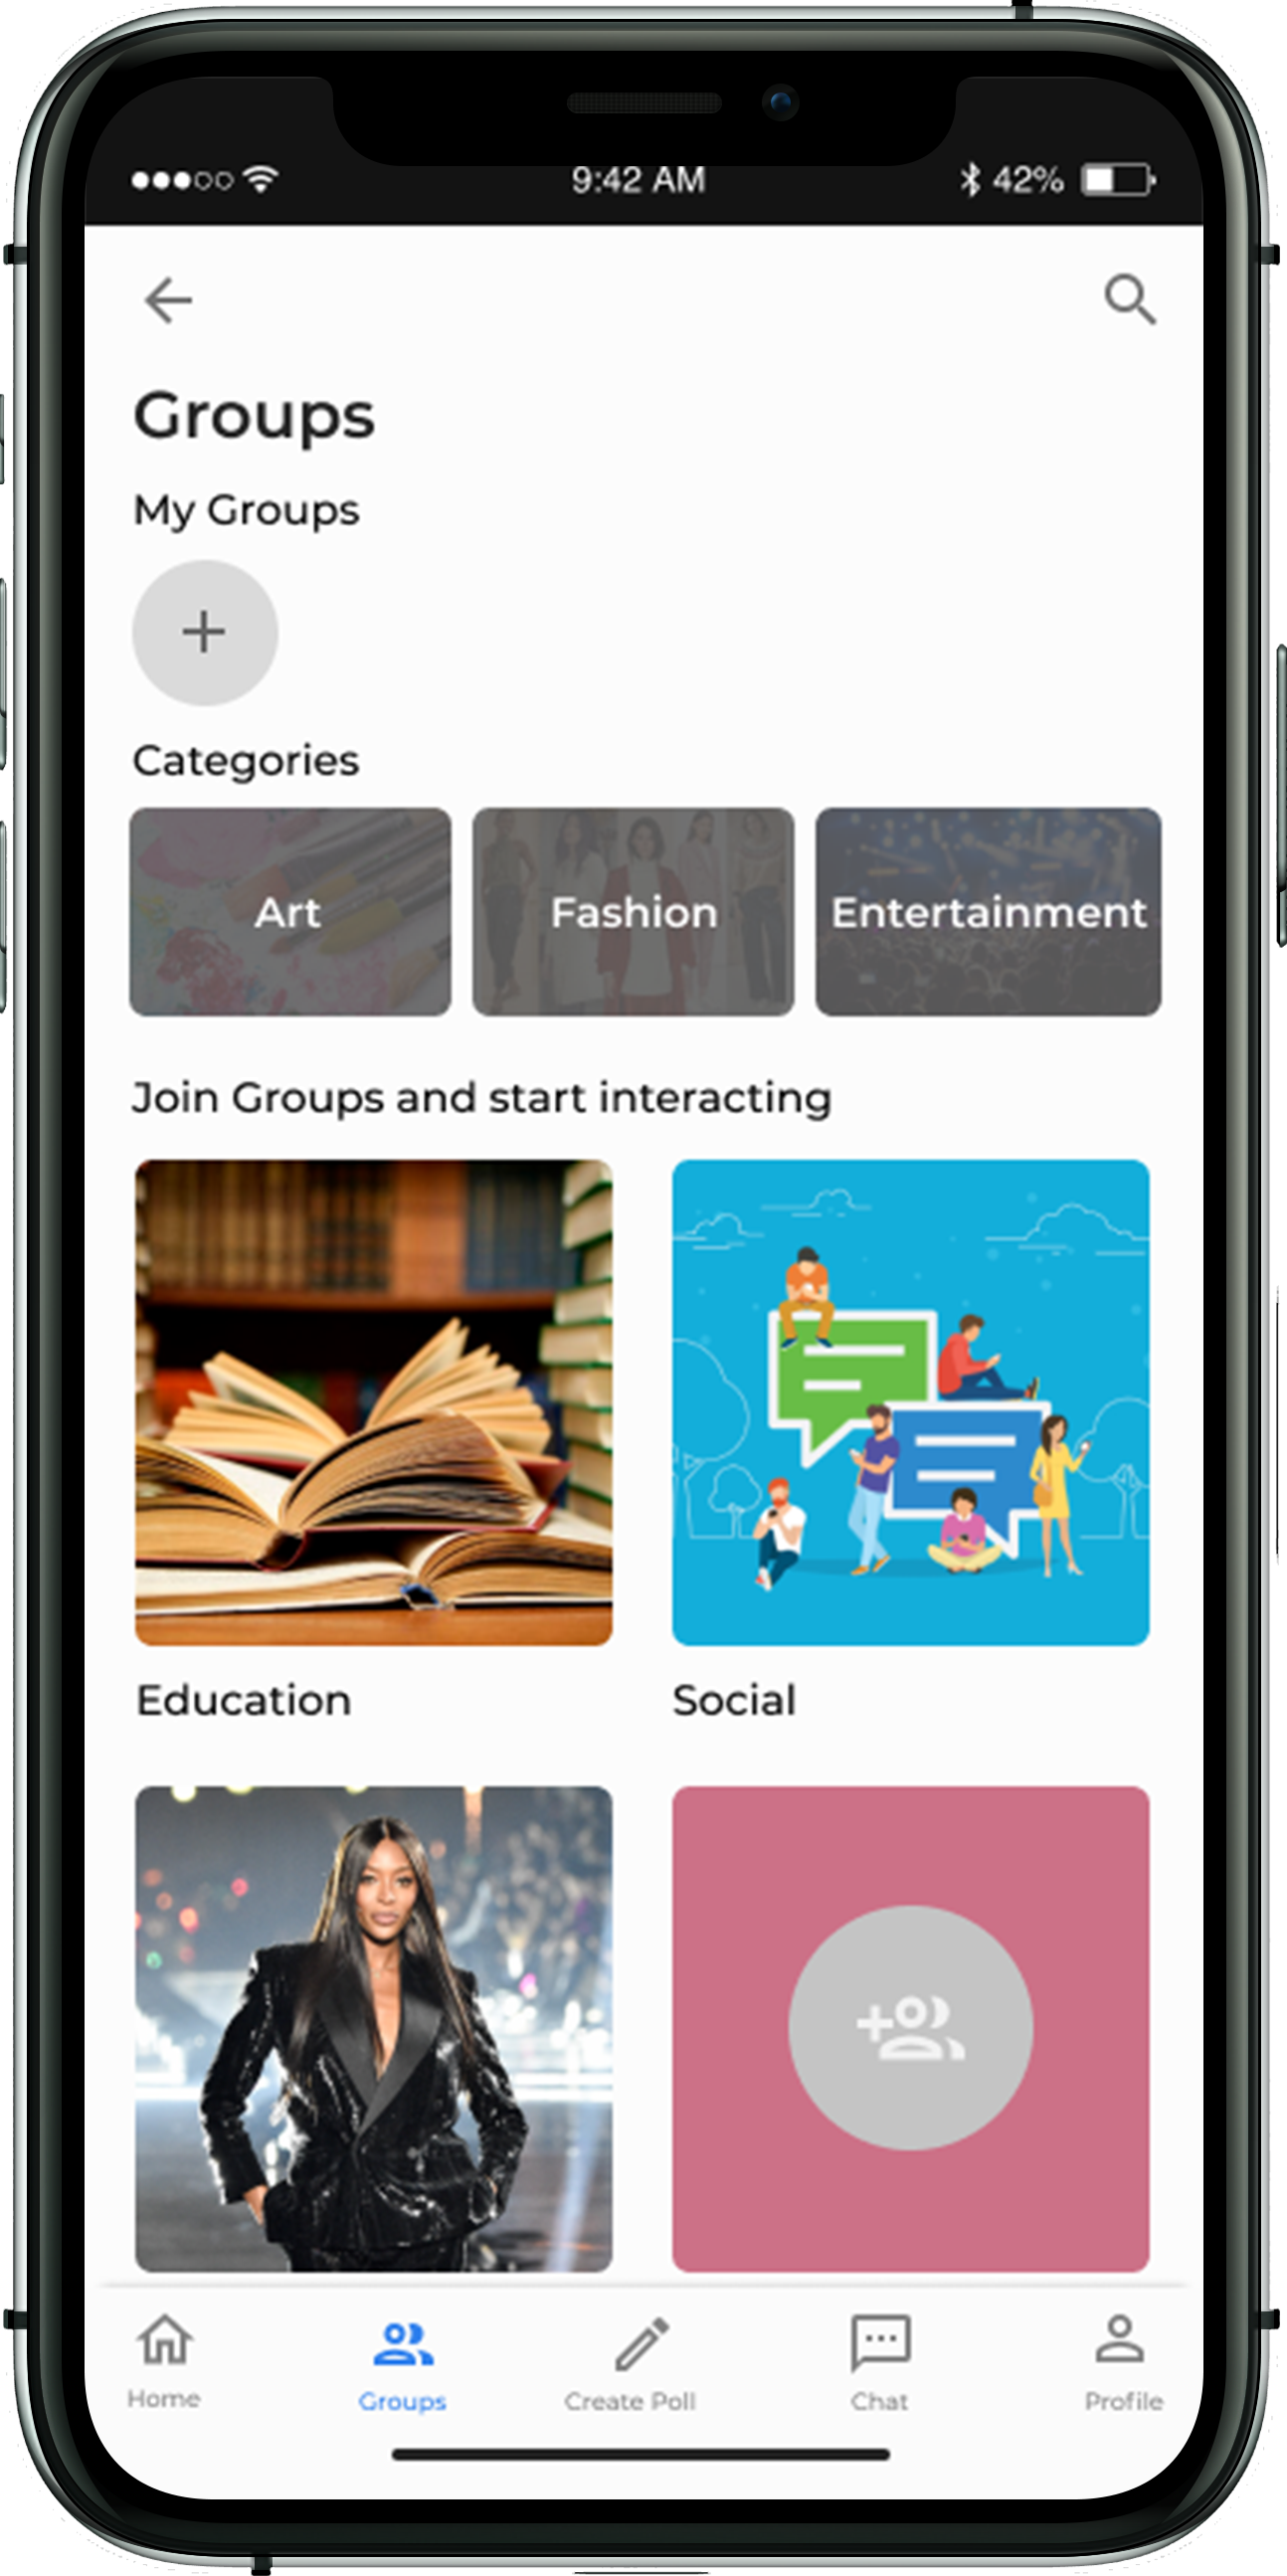 9:42 AM
42%
Groups
My Groups
Categories
Art
Fashion
Entertainment
Join Groups and start interacting
Education
Social
Home
Groups
Create Poll
Chat
Profile